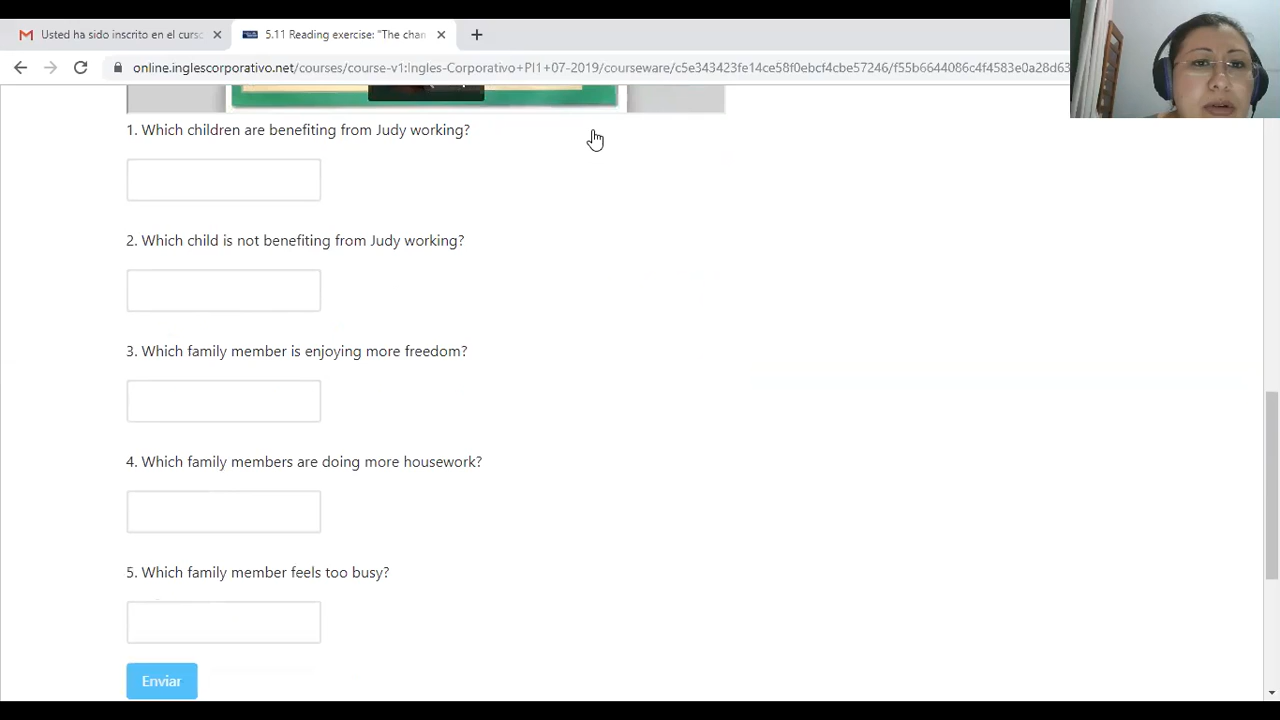 Usted ha sido inscrito en el curso
5.11 Reading exercise: "The chan
online.inglescorporativo.net/courses/course-v1:Ingles-Corporativo+PI1+07-2019/courseware/c5e343423fe14ce58f0ebcf4cbe57246/f55b6644086c4f4583e0a28d63
1. Which children are benefiting from Judy working?
2. Which child is not benefiting from Judy working?
3. Which family member is enjoying more freedom?
4. Which family members are doing more housework?
5. Which family member feels too busy?
Enviar